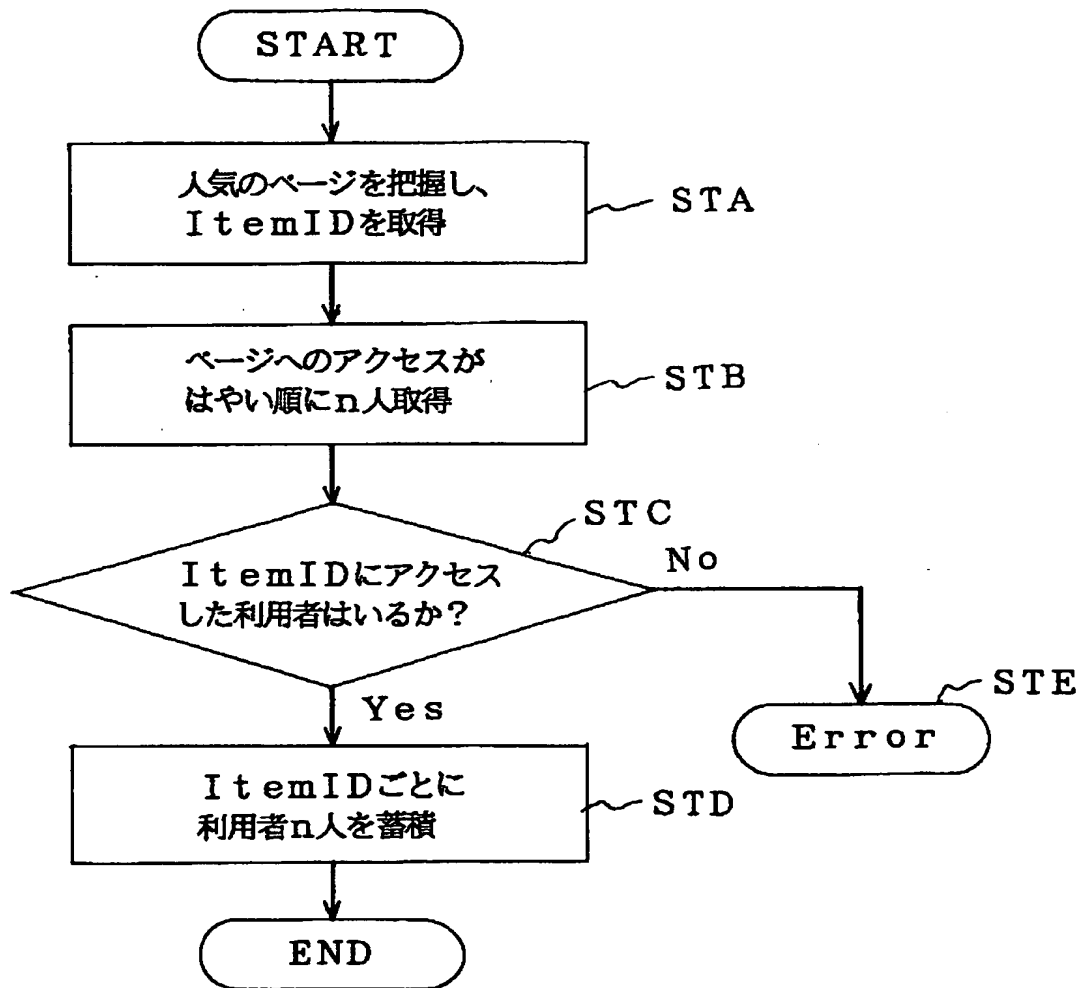 START
人気のページを把握し、
ItemIDを取得
STA
ページへのアクセスが
はやい順にn人取得
STB
STC
ItemIDにアクセス
した利用者はいるか?
No
Yes
STE
Error
ItemIDごとに
利用者n人を蓄積
STD
END